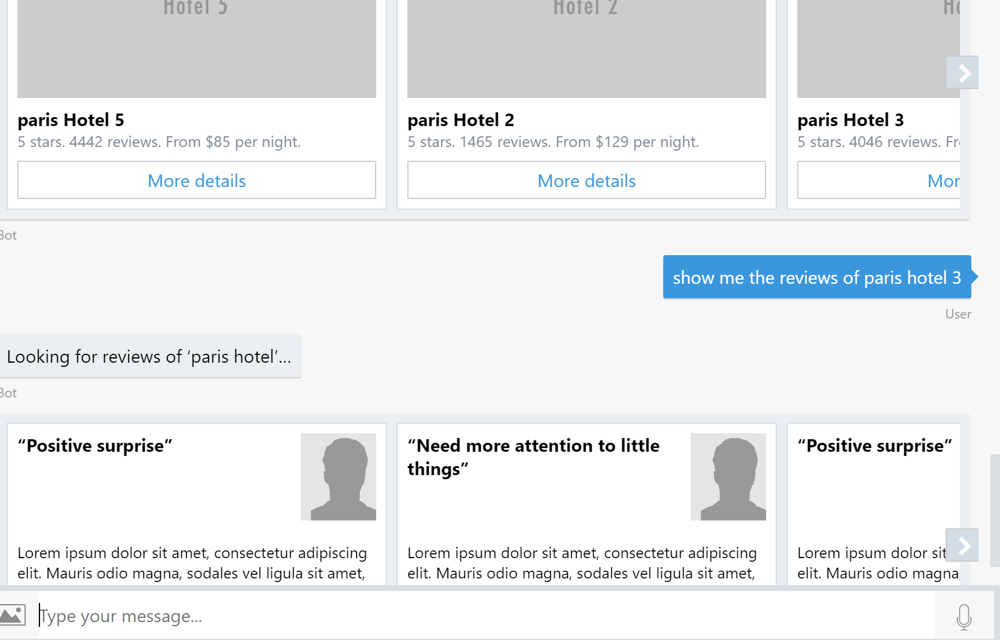 Hotel 5
Hotel 2
Ho
paris Hotel 5
5 stars. 4442 reviews. From $85 per night.
More details
paris Hotel 2
5 stars. 1465 reviews. From $129 per night.
More details
paris Hotel 3
5 stars. 4046 reviews. Fr
Mor
Bot
show me the reviews of paris hotel 3
User
Looking for reviews of ‘paris hotel’...
Bot
“Positive surprise”
Lorem ipsum dolor sit amet, consectetur adipiscing
elit. Mauris odio magna, sodales vel ligula sit amet,
“Need more attention to little
things”
Lorem ipsum dolor sit amet, consectetur adipiscing
elit. Mauris odio magna, sodales vel ligula sit amet,
“Positive surprise”
Lorem ipsum dolor sit
elit. Mauris odio magna,
Type your message...